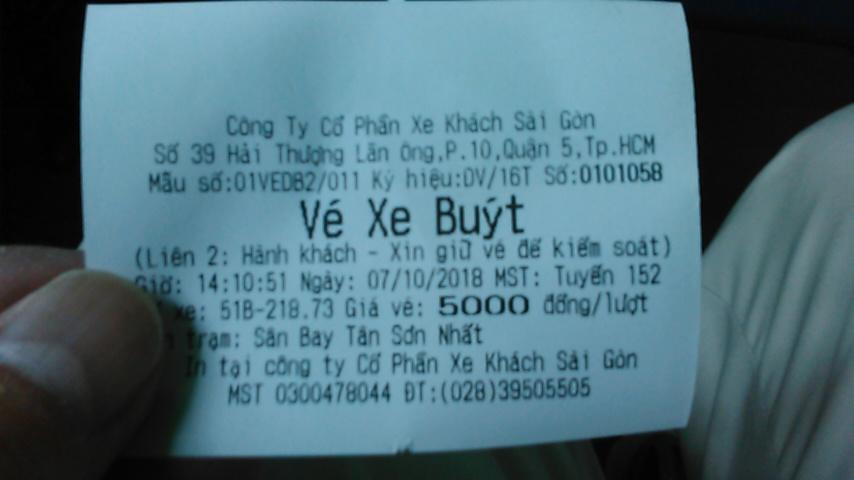 Công Ty Cổ Phần Xe Khách Sài Gòn
Số 39 Hải Thượng Lãn Ông,P.10,Quận 5,Tp.HCM
Mẫu số:01VEDB2/011 Ký hiệu:DV/16T Số:0101058
Vé Xe Buýt
(Liên 2: Hành khách - Xin giữ vé để kiểm soát)
Giờ: 14:10:51 Ngày: 07/10/2018 MST: Tuyến 152
xe: 51B-218.73 Giá vé: 5000 đồng/lượt
trạm: Sân Bay Tân Sơn Nhất
In tại công ty Cổ Phần Xe Khách Sài Gòn
MST 0300478044 ĐT:(028)39505505